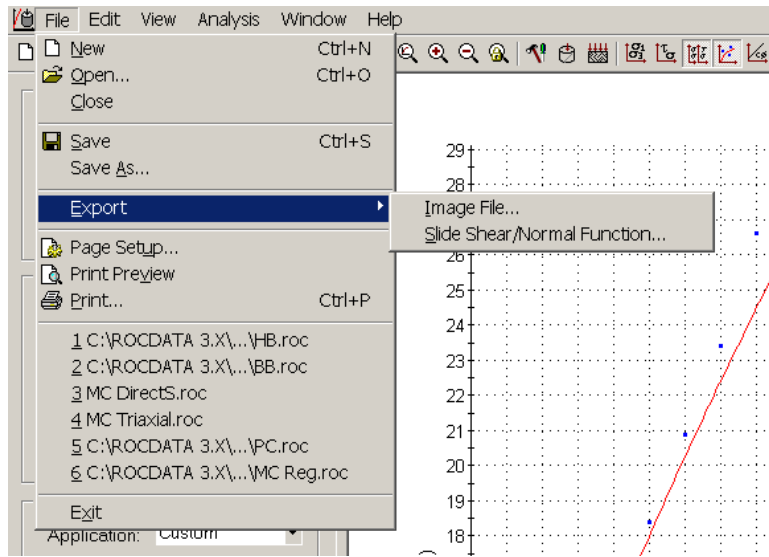 File Edit View Analysis Window Help
New Ctrl+N
Open... Ctrl+O
Close
Save Ctrl+S
Save As...
Export
Image File...
Slide Shear/Normal Function...
Page Setup...
Print Preview
Print... Ctrl+P
1 C:\ROCDATA 3.X\...\HB.roc
2 C:\ROCDATA 3.X\...\BB.roc
3 MC DirectS.roc
4 MC Triaxial.roc
5 C:\ROCDATA 3.X\...\PC.roc
6 C:\ROCDATA 3.X\...\MC Reg.roc
Exit
Application: Custom
29
28
26
25
24
23
22
21
20
19
18